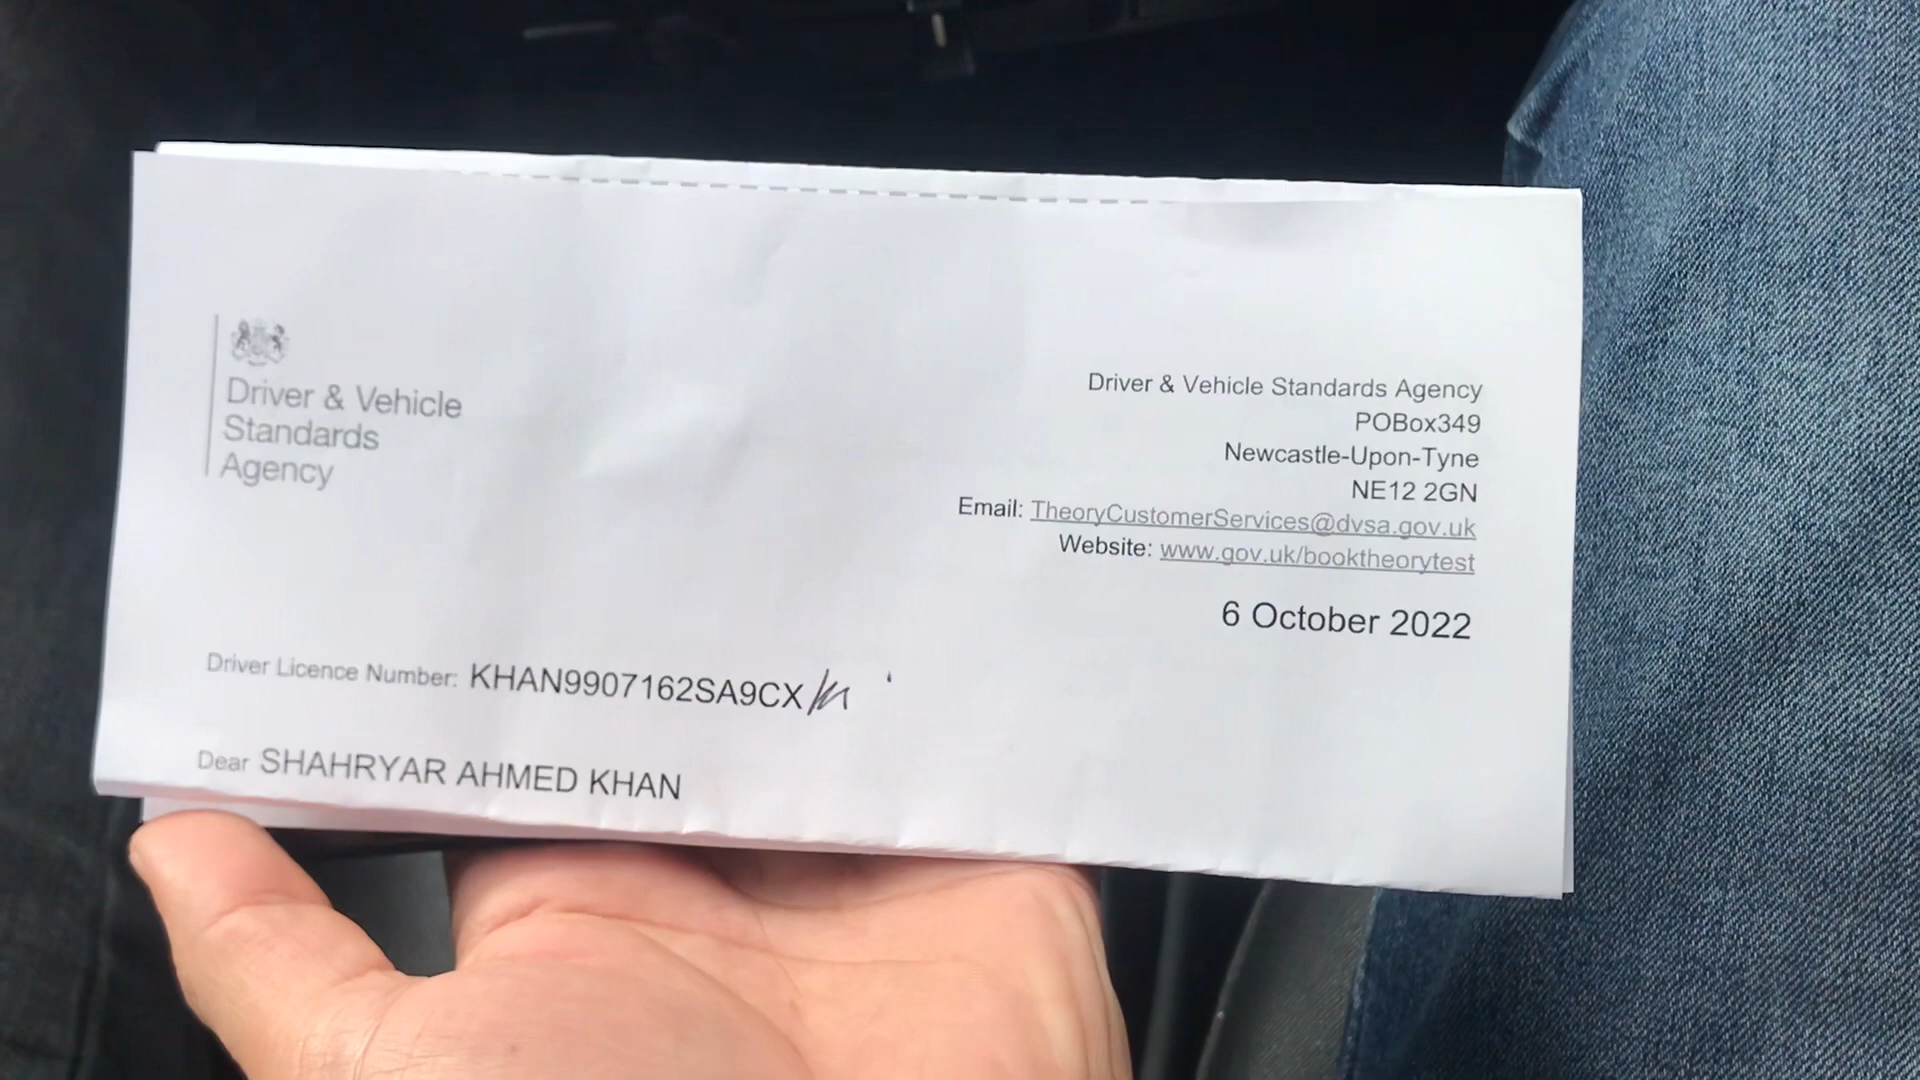 Driver & Vehicle
Standards
Agency
Driver & Vehicle Standards Agency
POBox349
Newcastle-Upon-Tyne
NE12 2GN
Email: TheoryCustomerServices@dvsa.gov.uk
Website: www.gov.uk/booktheorytest
6 October 2022
Driver Licence Number: KHAN9907162SA9CX
Dear SHAHRYAR AHMED KHAN